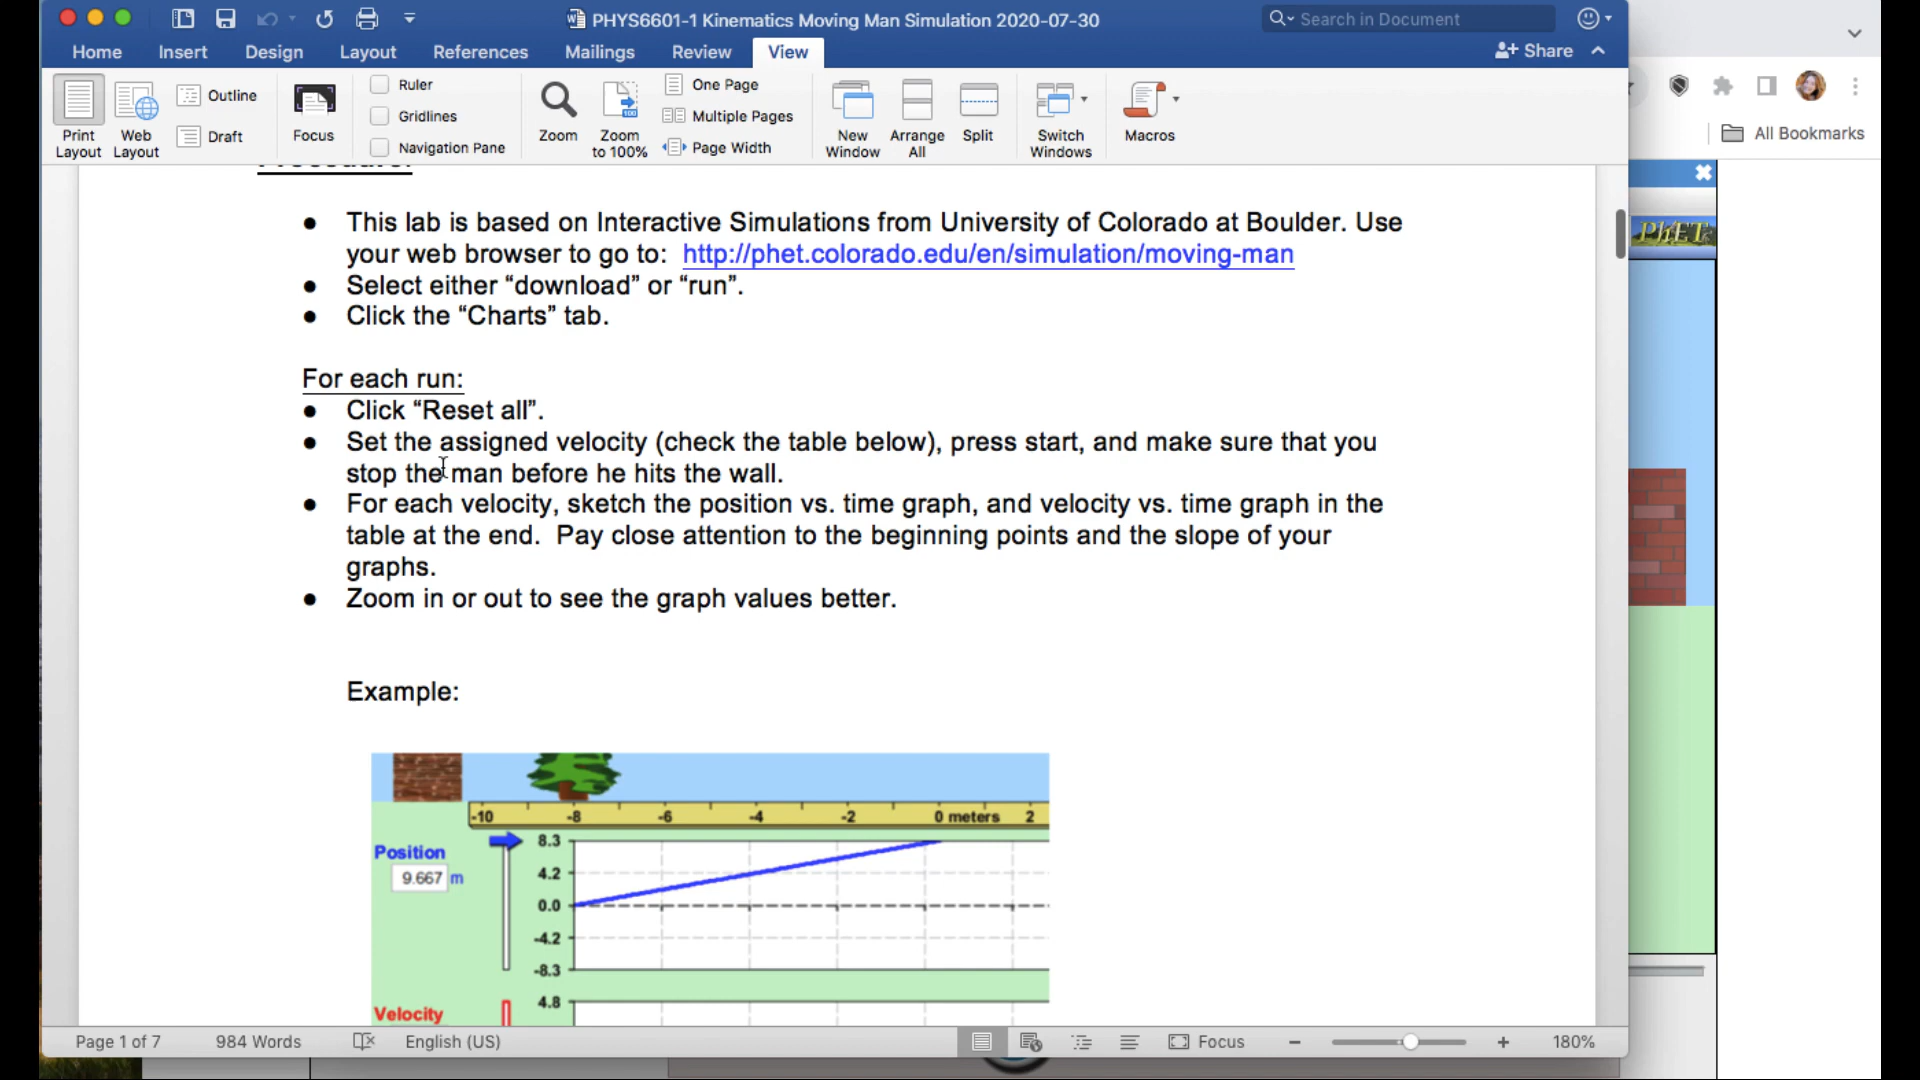 PHYS6601-1 Kinematics Moving Man Simulation 2020-07-30
Search in Document
Home Insert Design Layout References Mailings Review View
Share
Print Layout
Web Layout
Outline
Draft
Focus
Ruler
Gridlines
Navigation Pane
Zoom
Zoom to 100%
One Page
Multiple Pages
Page Width
New Window
Arrange All
Split
Switch Windows
Macros
All Bookmarks
PhET
● This lab is based on Interactive Simulations from University of Colorado at Boulder. Use
your web browser to go to: http://phet.colorado.edu/en/simulation/moving-man
● Select either “download” or “run”.
● Click the “Charts” tab.
For each run:
● Click “Reset all”.
● Set the assigned velocity (check the table below), press start, and make sure that you
stop the man before he hits the wall.
● For each velocity, sketch the position vs. time graph, and velocity vs. time graph in the
table at the end. Pay close attention to the beginning points and the slope of your
graphs.
● Zoom in or out to see the graph values better.
Example:
-10 -8 -6 -4 -2 0 meters 2
Position
9.667 m
8.3
4.2
0.0
-4.2
-8.3
Velocity
4.8
Page 1 of 7 984 Words English (US) Focus 180%